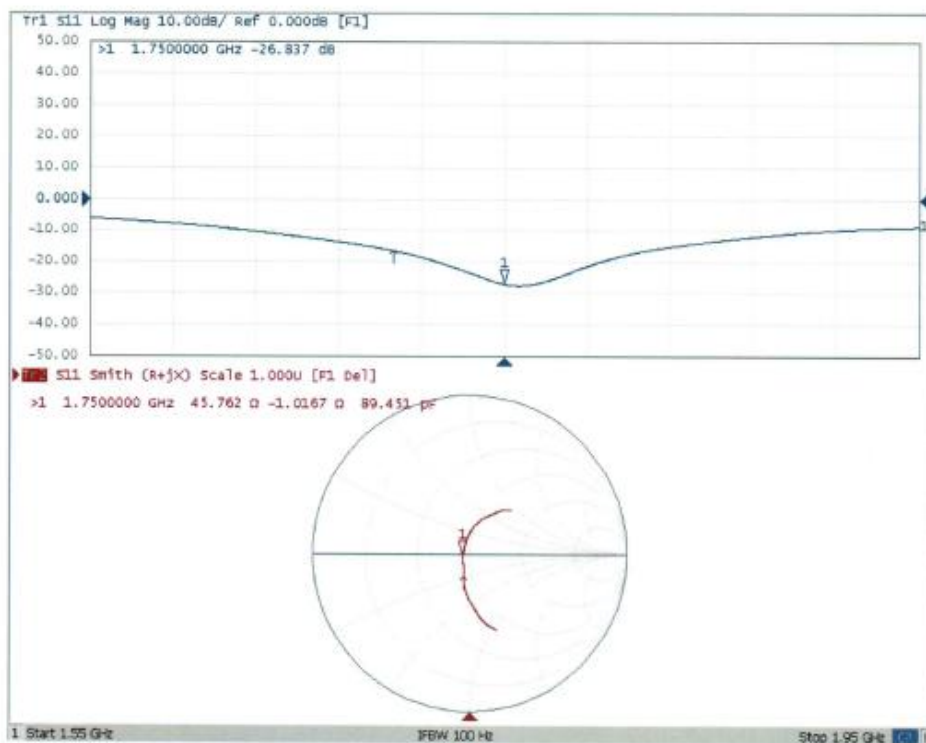 Tr1 S11 Log Mag 10.00dB/ Ref 0.000dB [F1]
50.00
>1 1.7500000 GHz -26.837 dB
40.00
30.00
20.00
10.00
0.000
-10.00
-20.00
1
-30.00
-40.00
-50.00
Tr2 S11 Smith (R+jX) Scale 1.000U [F1 Del]
>1 1.7500000 GHz 45.762 Ω -1.0167 Ω 89.451 pF
1
1 Start 1.55 GHz
IFBW 100 Hz
Stop 1.95 GHz